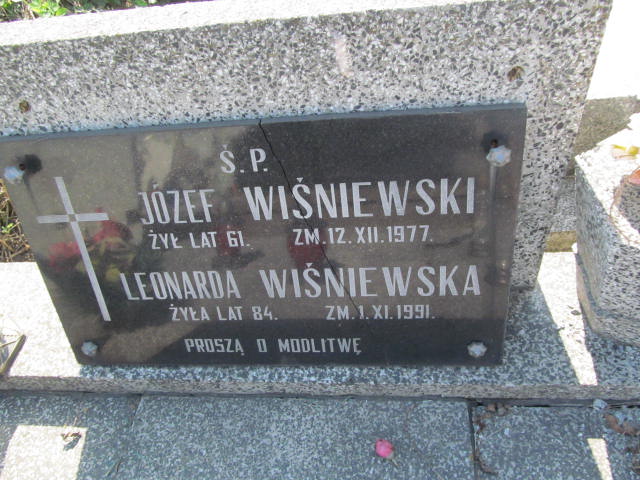 Ś.P.
JÓZEF WIŚNIEWSKI
ŻYŁ LAT 61. ZM. 12. XII. 1977.
LEONARDA WIŚNIEWSKA
ŻYŁA LAT 84. ZM. 1. XI. 1991.
PROSZĄ O MODLITWĘ